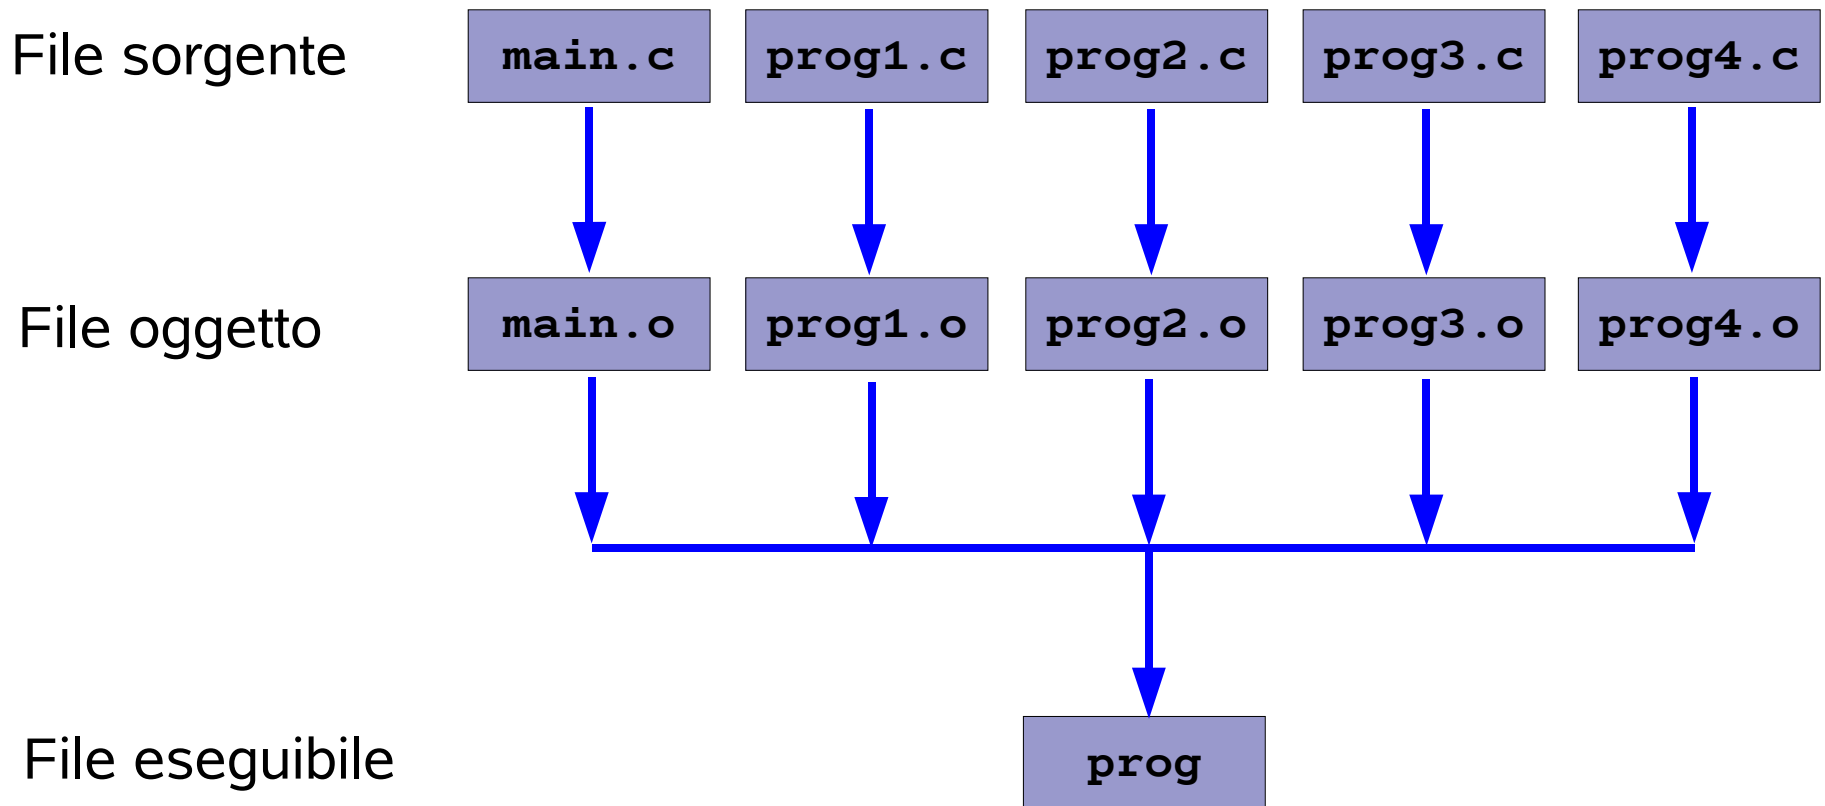 File sorgente main.c prog1.c prog2.c prog3.c prog4.c
File oggetto main.o prog1.o prog2.o prog3.o prog4.o
File eseguibile prog